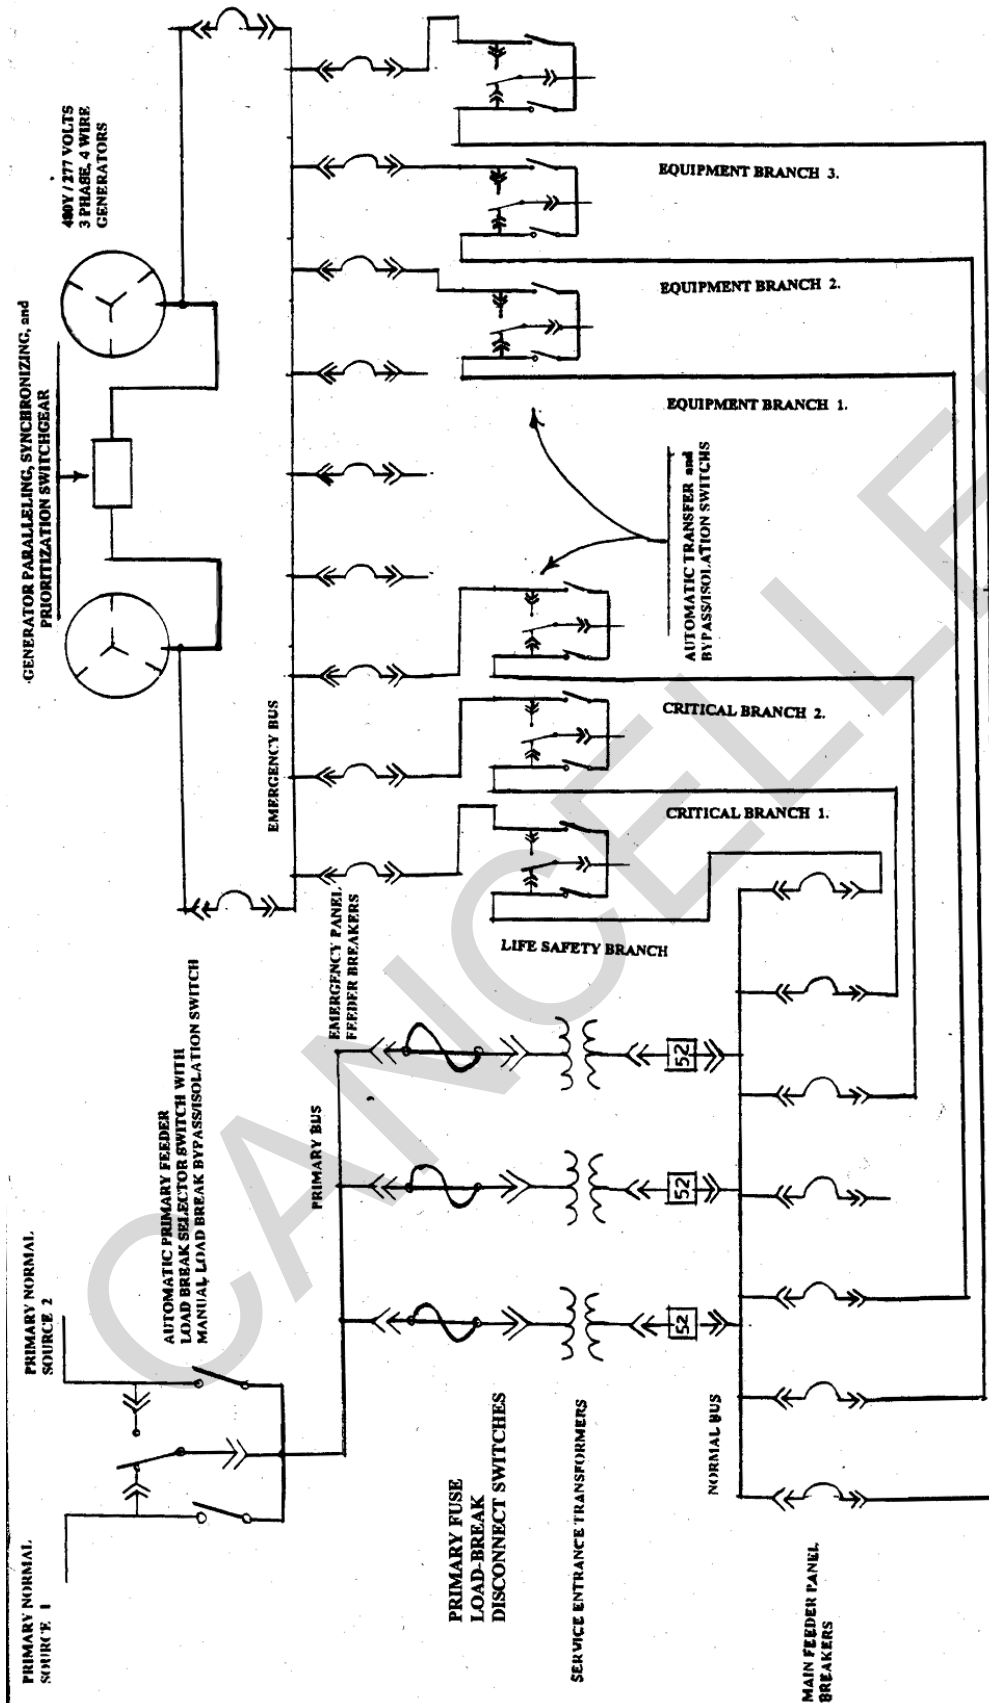 480Y / 277 VOLTS
3 PHASE, 4 WIRE
GENERATORS
GENERATOR PARALLELING, SYNCHRONIZING, and
PRIORITIZATION SWITCHGEAR
EMERGENCY BUS
EMERGENCY PANEL
FEEDER BREAKERS
EQUIPMENT BRANCH 3.
EQUIPMENT BRANCH 2.
EQUIPMENT BRANCH 1.
AUTOMATIC TRANSFER and
BYPASS/ISOLATION SWITCHS
CRITICAL BRANCH 2.
CRITICAL BRANCH 1.
LIFE SAFETY BRANCH
PRIMARY NORMAL
SOURCE 2
AUTOMATIC PRIMARY FEEDER
LOAD BREAK SELECTOR SWITCH WITH
MANUAL LOAD BREAK BYPASS/ISOLATION SWITCH
PRIMARY BUS
PRIMARY NORMAL
SOURCE 1
PRIMARY FUSE
LOAD-BREAK
DISCONNECT SWITCHES
SERVICE ENTRANCE TRANSFORMERS
52
52
52
NORMAL BUS
MAIN FEEDER PANEL
BREAKERS
CANCELLE